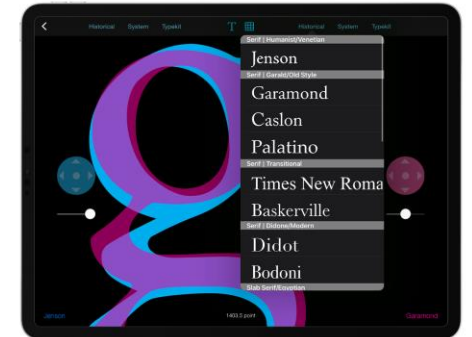 Historical System Typekit T Historical System Typekit
Serif | Humanist/Venetian
Jenson
Serif | Garald/Old Style
Garamond
Caslon
Palatino
Serif | Transitional
Times New Roma
Baskerville
Serif | Didone/Modern
Didot
Bodoni
Slab Serif/Egyptian
g
Jenson 1403.5 point Garamond